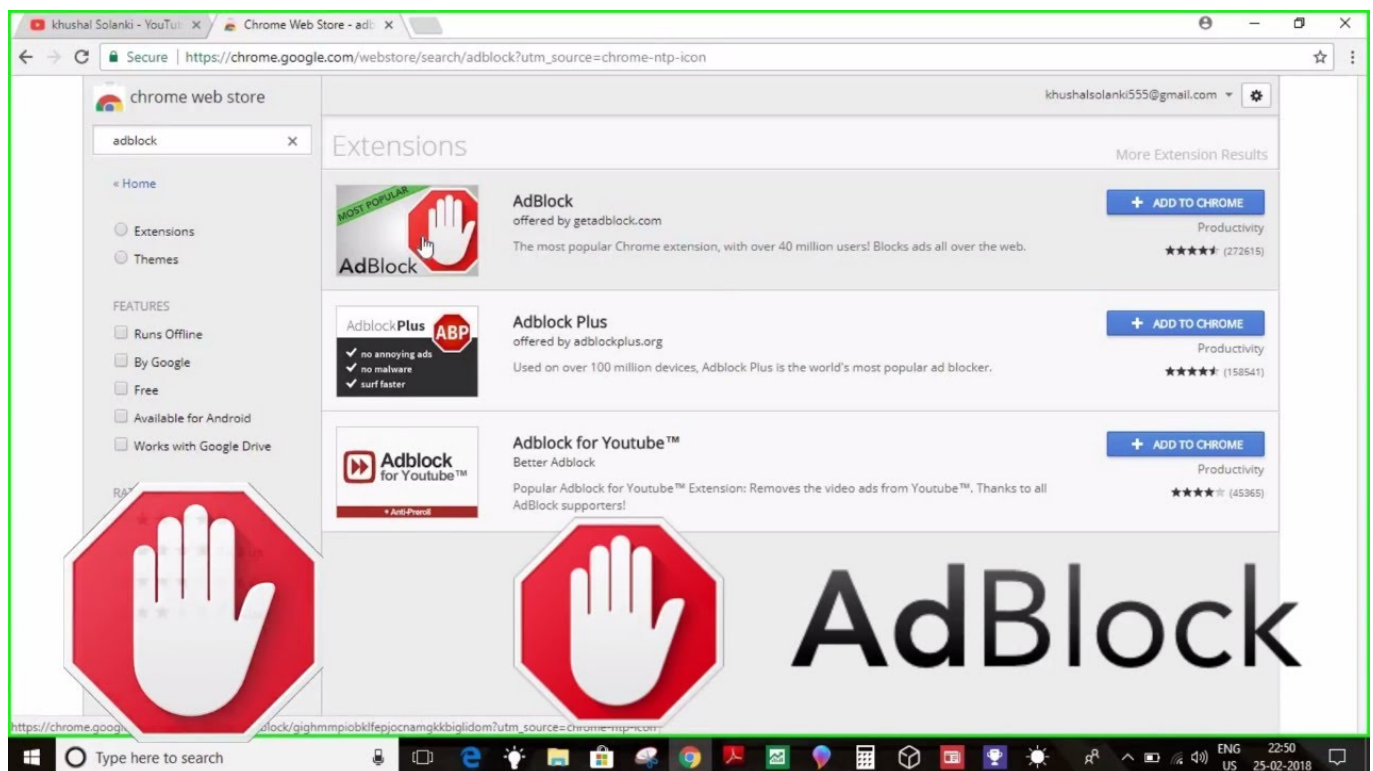 khushal Solanki - YouTub
Chrome Web Store - adb
Secure | https://chrome.google.com/webstore/search/adblock?utm_source=chrome-ntp-icon
chrome web store
khushalsolanki555@gmail.com
adblock
Extensions
More Extension Results
« Home
Extensions
Themes
FEATURES
Runs Offline
By Google
Free
Available for Android
Works with Google Drive
MOST POPULAR
AdBlock
AdBlock
offered by getadblock.com
The most popular Chrome extension, with over 40 million users! Blocks ads all over the web.
+ ADD TO CHROME
Productivity
(272615)
Adblock Plus
ABP
no annoying ads
no malware
surf faster
Adblock Plus
offered by adblockplus.org
Used on over 100 million devices, Adblock Plus is the world's most popular ad blocker.
+ ADD TO CHROME
Productivity
(158541)
Adblock
for Youtube™
+ Anti-Preroll
Adblock for Youtube™
Better Adblock
Popular Adblock for Youtube™ Extension: Removes the video ads from Youtube™. Thanks to all
AdBlock supporters!
+ ADD TO CHROME
Productivity
(45365)
AdBlock
Type here to search
ENG
US
22:50
25-02-2018